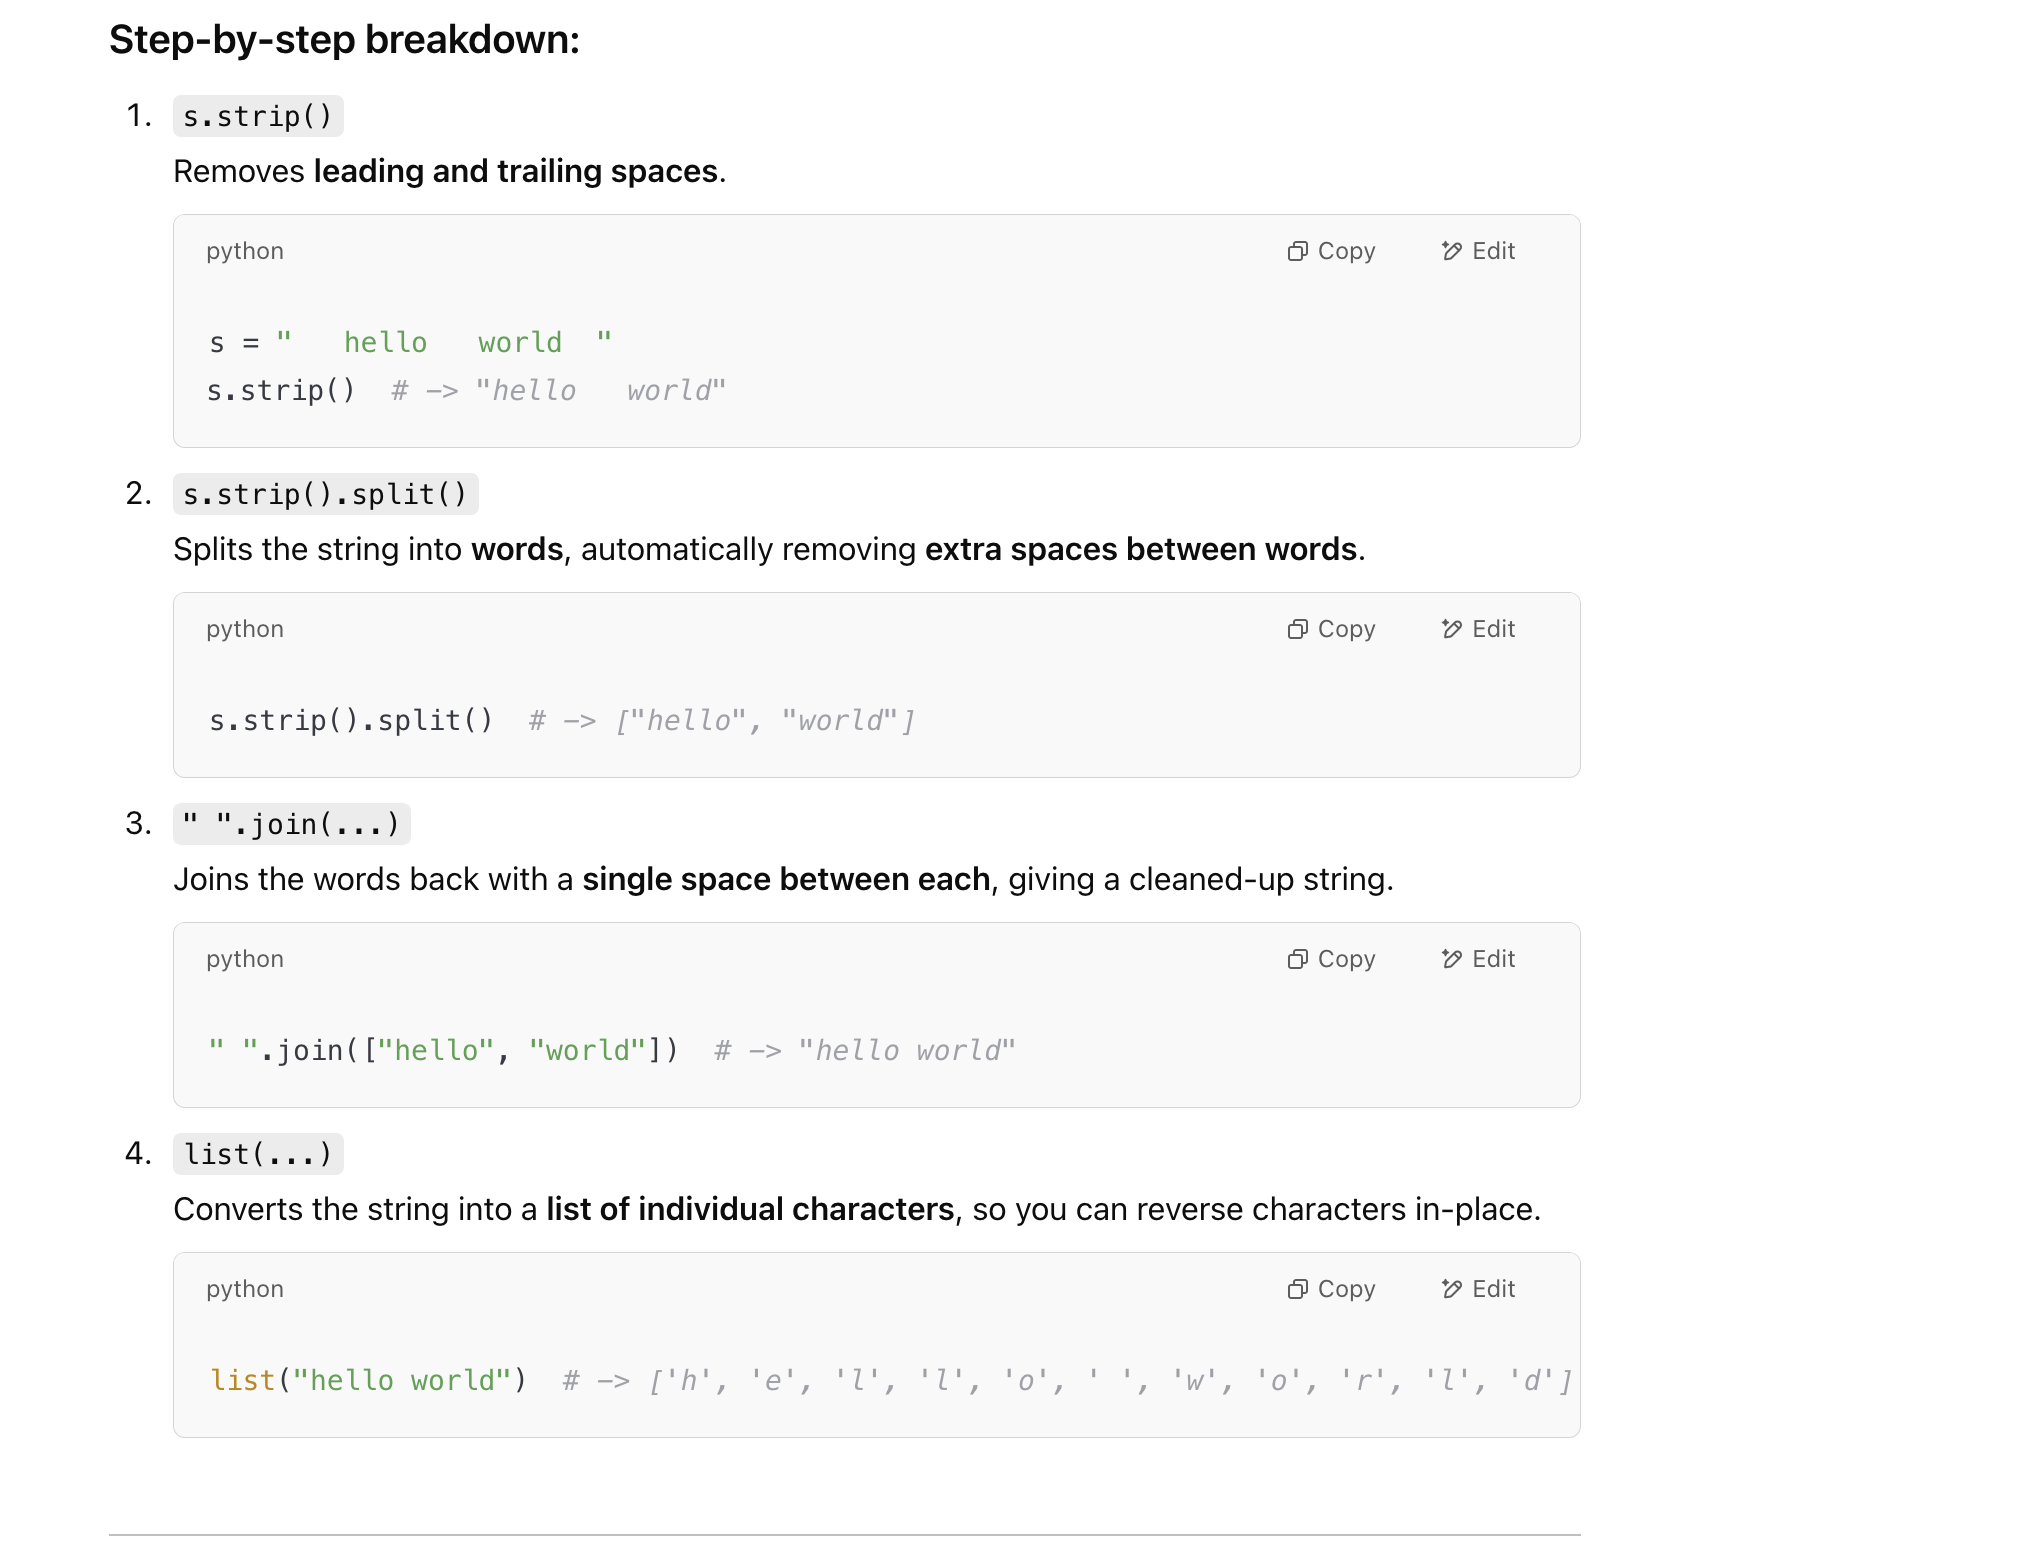 Step-by-step breakdown:
1. s.strip()
Removes leading and trailing spaces.
python Copy Edit
s = "   hello   world  "
s.strip()  # –> "hello   world"
2. s.strip().split()
Splits the string into words, automatically removing extra spaces between words.
python Copy Edit
s.strip().split()  # –> ["hello", "world"]
3. " ".join(...)
Joins the words back with a single space between each, giving a cleaned-up string.
python Copy Edit
" ".join(["hello", "world"])  # –> "hello world"
4. list(...)
Converts the string into a list of individual characters, so you can reverse characters in-place.
python Copy Edit
list("hello world")  # –> ['h', 'e', 'l', 'l', 'o', ' ', 'w', 'o', 'r', 'l', 'd']